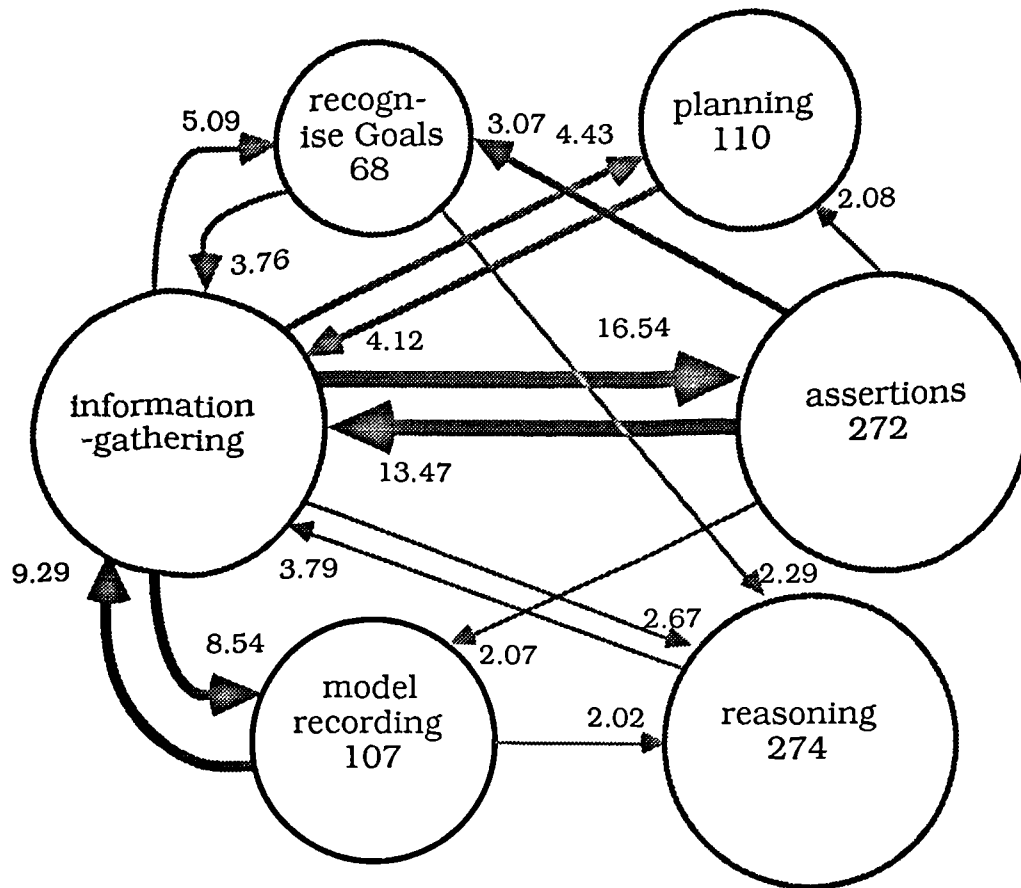 recogn-
ise Goals
68
planning
110
5.09
3.07
4.43
2.08
3.76
4.12
16.54
information
-gathering
assertions
272
13.47
9.29
3.79
2.29
8.54
2.67
2.07
model
recording
107
2.02
reasoning
274